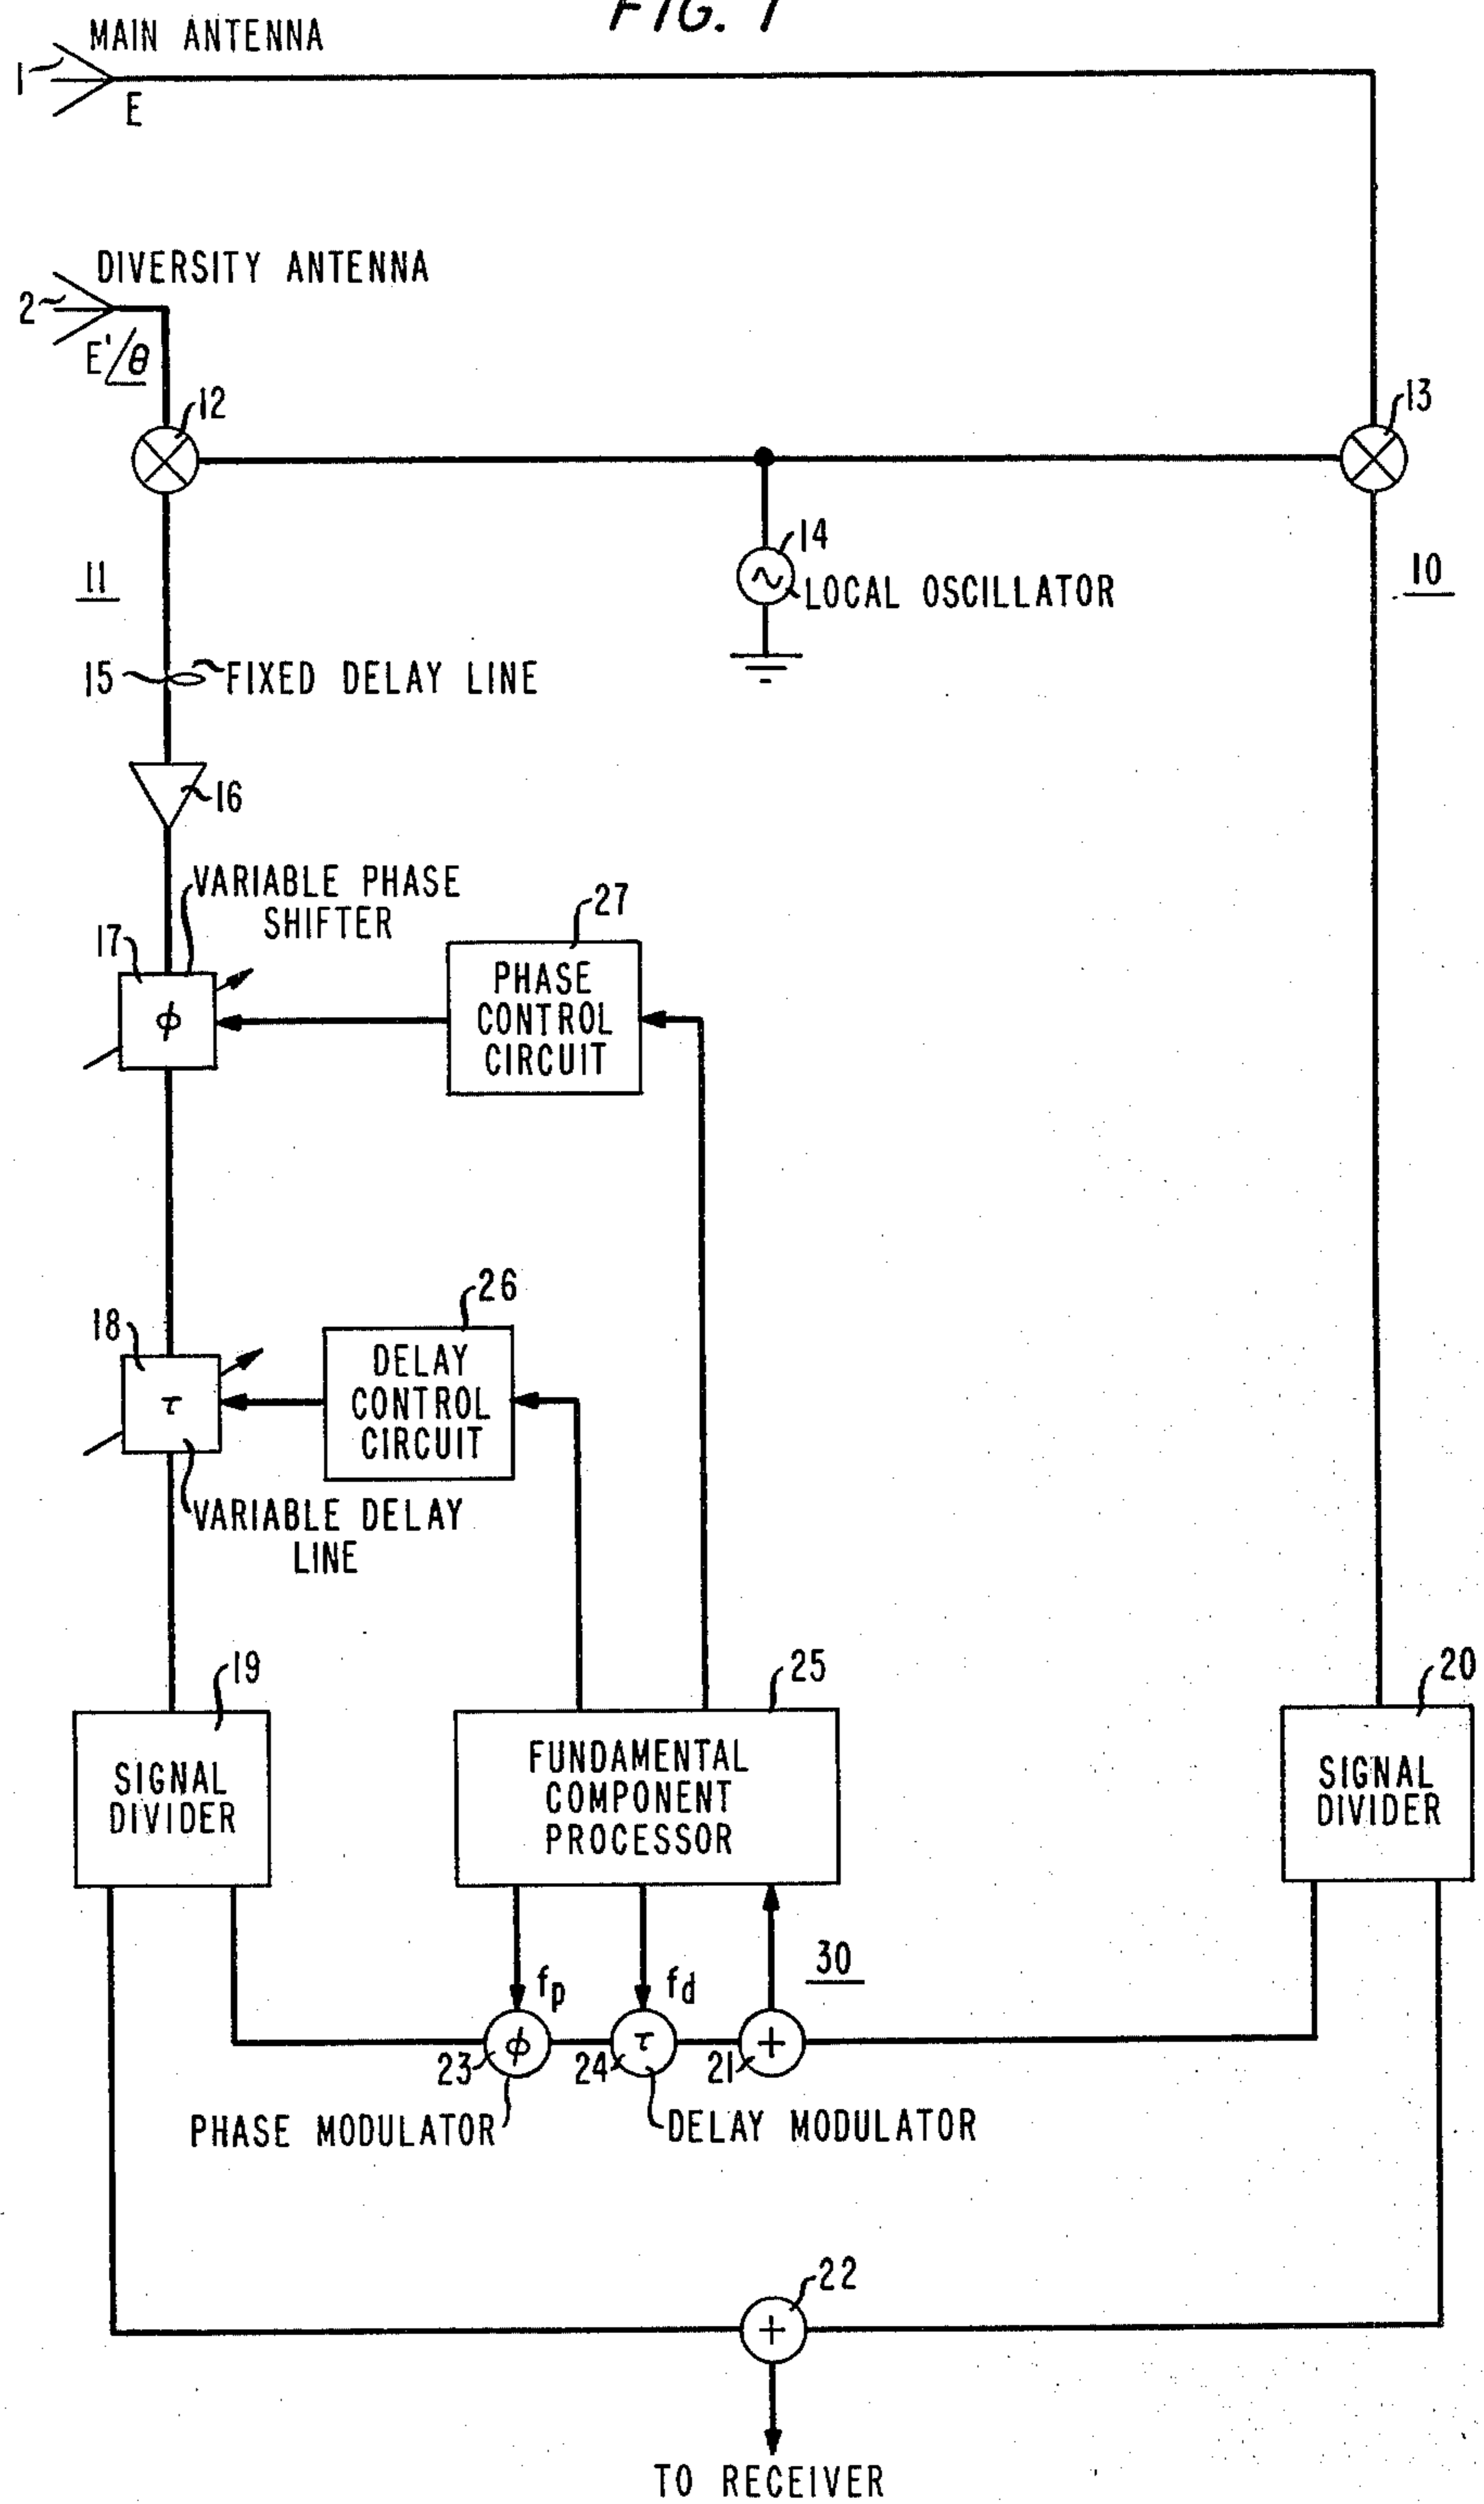 FIG. 1
MAIN ANTENNA
1
E
DIVERSITY ANTENNA
2
E'/θ
12
13
14
LOCAL OSCILLATOR
11
10
15
FIXED DELAY LINE
16
VARIABLE PHASE
SHIFTER
17
ϕ
27
PHASE
CONTROL
CIRCUIT
18
τ
26
DELAY
CONTROL
CIRCUIT
VARIABLE DELAY
LINE
19
SIGNAL
DIVIDER
25
FUNDAMENTAL
COMPONENT
PROCESSOR
20
SIGNAL
DIVIDER
fp
fd
30
23
ϕ
24
τ
21
+
PHASE MODULATOR
DELAY MODULATOR
22
+
TO RECEIVER